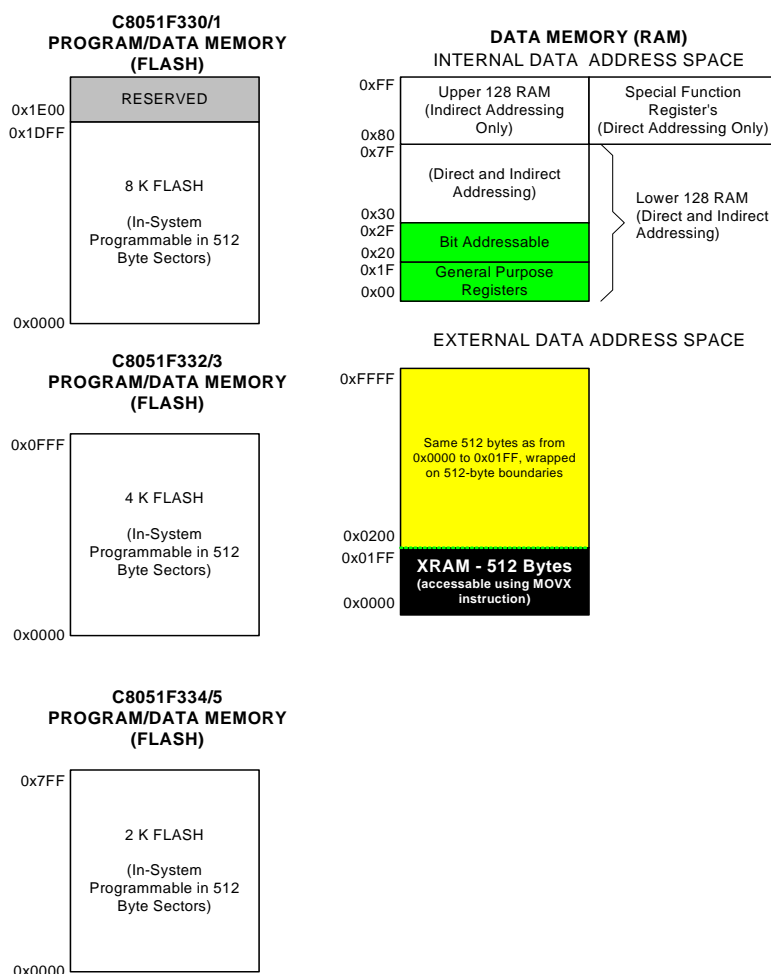 C8051F330/1
PROGRAM/DATA MEMORY
(FLASH)
0x1E00
RESERVED
0x1DFF
8 K FLASH
(In-System
Programmable in 512
Byte Sectors)
0x0000
C8051F332/3
PROGRAM/DATA MEMORY
(FLASH)
0x0FFF
4 K FLASH
(In-System
Programmable in 512
Byte Sectors)
0x0000
C8051F334/5
PROGRAM/DATA MEMORY
(FLASH)
0x7FF
2 K FLASH
(In-System
Programmable in 512
Byte Sectors)
0x0000
DATA MEMORY (RAM)
INTERNAL DATA ADDRESS SPACE
0xFF
Upper 128 RAM
(Indirect Addressing
Only)
0x80
Special Function
Register's
(Direct Addressing Only)
0x7F
(Direct and Indirect
Addressing)
0x30
Lower 128 RAM
(Direct and Indirect
Addressing)
0x2F
Bit Addressable
0x20
0x1F
General Purpose
Registers
0x00
EXTERNAL DATA ADDRESS SPACE
0xFFFF
Same 512 bytes as from
0x0000 to 0x01FF, wrapped
on 512-byte boundaries
0x0200
0x01FF
XRAM - 512 Bytes
(accessable using MOVX
instruction)
0x0000